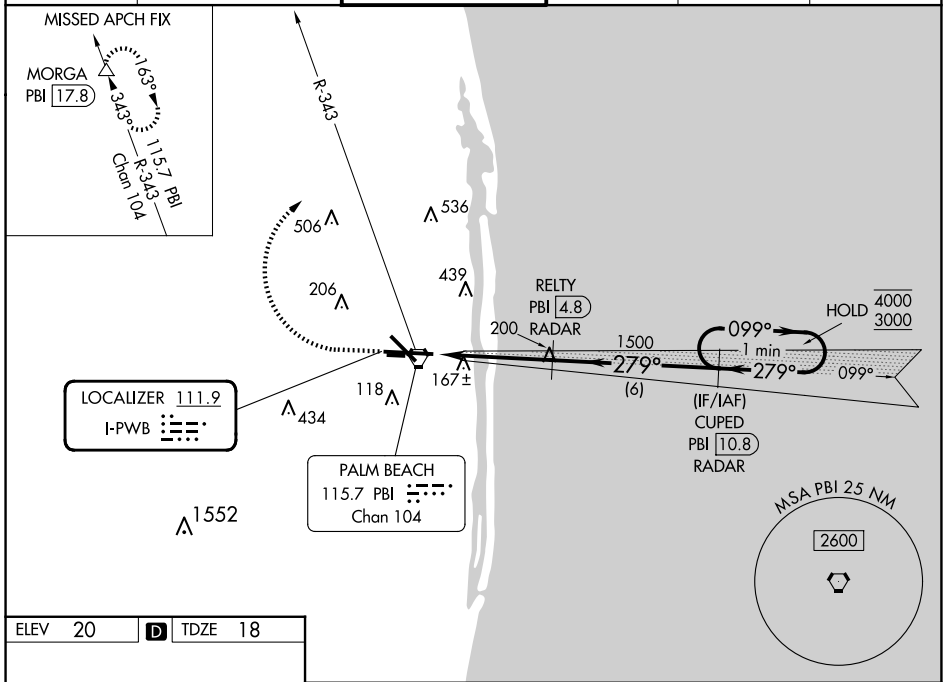 MISSED APCH FIX
MORGA
PBI 17.8
163°
343°
R-343
115.7 PBI
Chan 104
R-343
506
536
206
439
RELTY
PBI 4.8
RADAR
200
1500
279°
(6)
099°
1 min
279°
HOLD
4000
3000
099°
167±
118
434
(IF/IAF)
CUPED
PBI 10.8
RADAR
LOCALIZER 111.9
I-PWB
PALM BEACH
115.7 PBI
Chan 104
1552
MSA PBI 25 NM
2600
ELEV 20 D TDZE 18